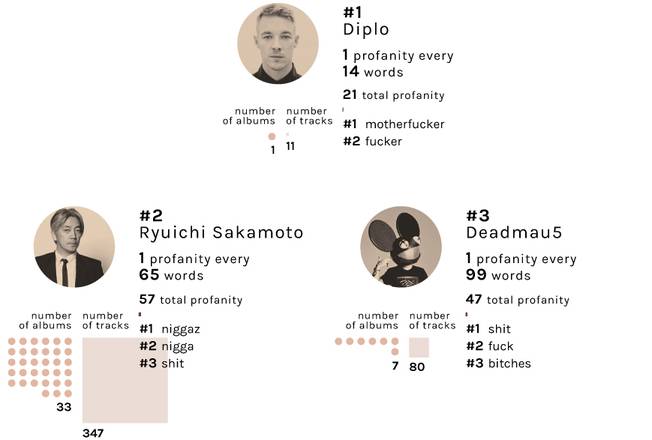 #1
Diplo
1 profanity every
14 words
21 total profanity
number
of albums
number
of tracks
1
11
#1 motherfucker
#2 fucker
#2
Ryuichi Sakamoto
1 profanity every
65 words
57 total profanity
number
of albums
number
of tracks
#1 niggaz
#2 nigga
#3 shit
33
347
#3
Deadmau5
1 profanity every
99 words
47 total profanity
number
of albums
number
of tracks
#1 shit
#2 fuck
#3 bitches
7
80